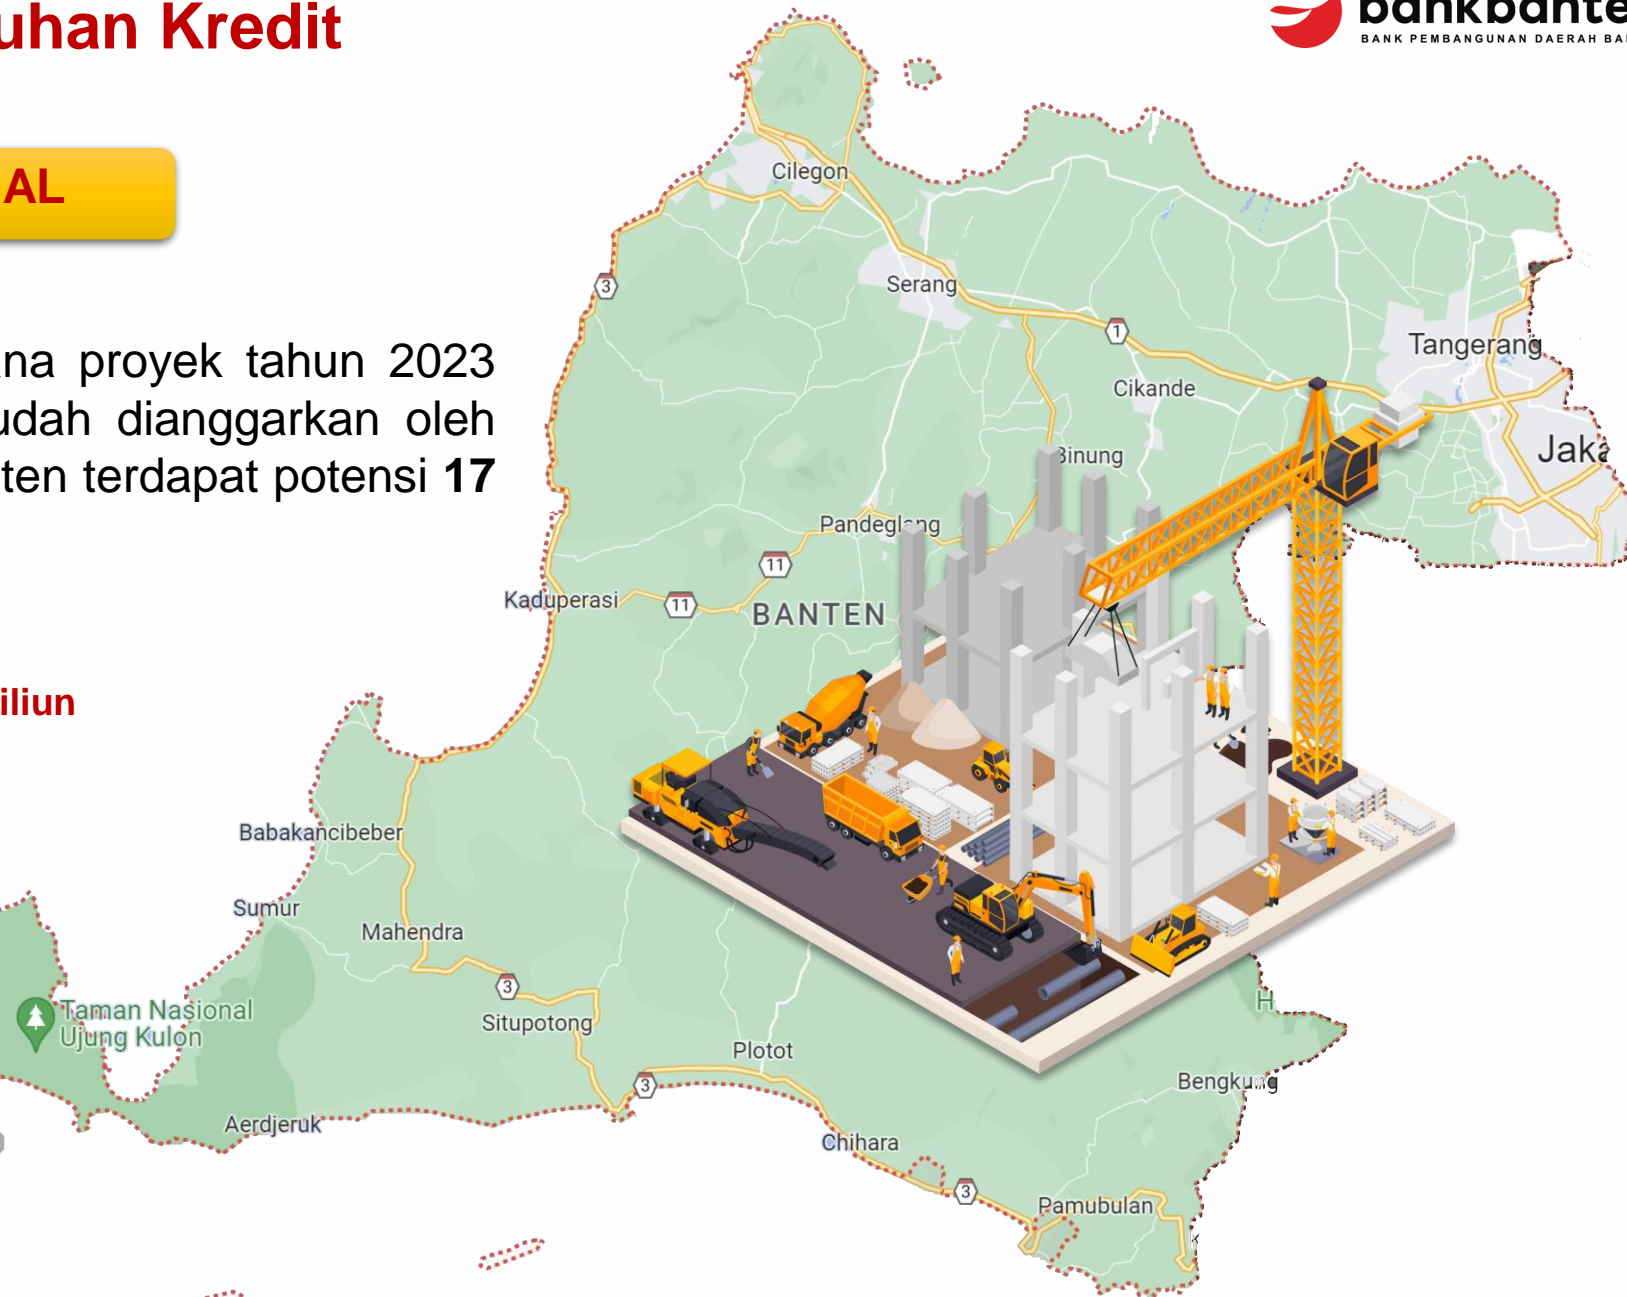 uhan Kredit
bankbante
BANK PEMBANGUNAN DAERAH BAN
AL
na proyek tahun 2023
udah dianggarkan oleh
ten terdapat potensi 17
iliun
Cilegon
3
Serang
1
Tangerang
Cikande
Jaka
Binung
Pandeglang
11
Kaduperasi
11
BANTEN
Babakancibeber
Sumur
Mahendra
3
Taman Nasional
Ujung Kulon
Situpotong
Plotot
H
3
Bengkung
Aerdjeruk
Chihara
3
Pamubulan